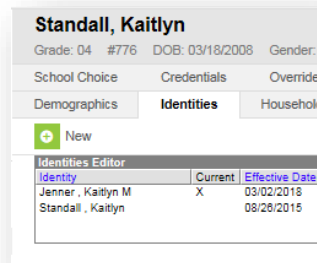 Standall, Kaitlyn
Grade: 04 #776 DOB: 03/18/2008 Gender:
School Choice Credentials Override
Demographics Identities Househol
New
Identities Editor
Identity Current Effective Date
Jenner , Kaitlyn M X 03/02/2018
Standall , Kaitlyn 08/26/2015